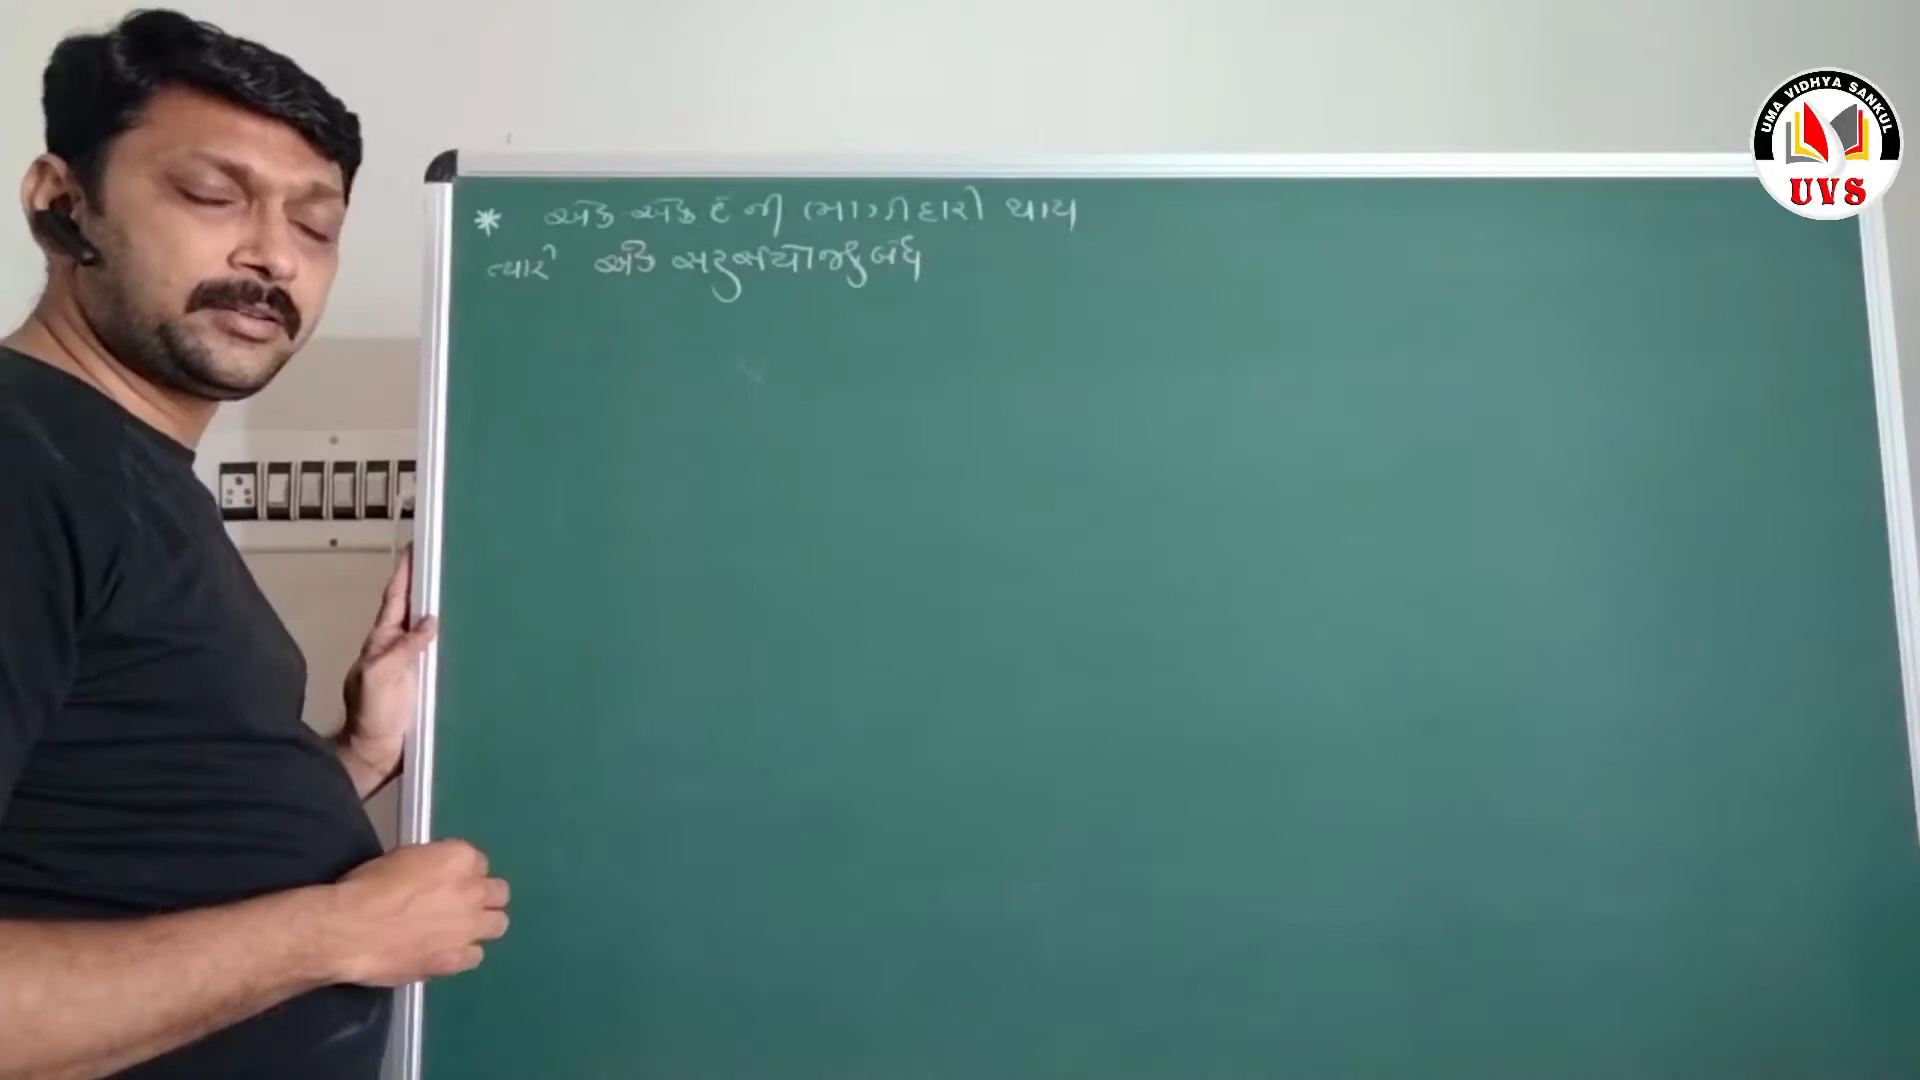 * એક-એક ē ની ભાગીદારી થાય
ત્યારે એક સહસંયોજક બંધ
UMA VIDHYA SANKUL
UVS